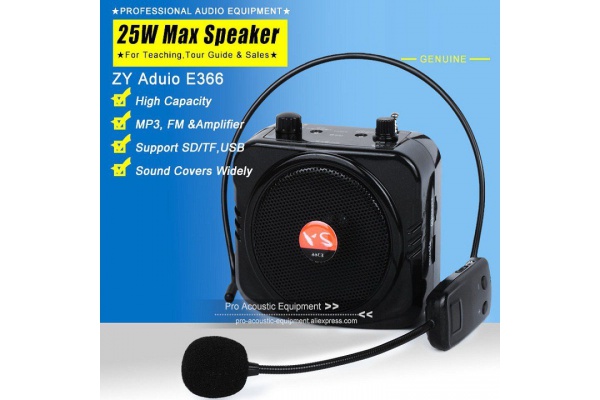 ★PROFESSIONAL AUDIO EQUIPMENT★
25W Max Speaker
★For Teaching,Tour Guide & Sales★
GENUINE
ZY Aduio E366
High Capacity
MP3, FM &Amplifier
Support SD/TF,USB
Sound Covers Widely
Pro Acoustic Equipment >>
<<
pro-acoustic-equipment.aliexpress.com